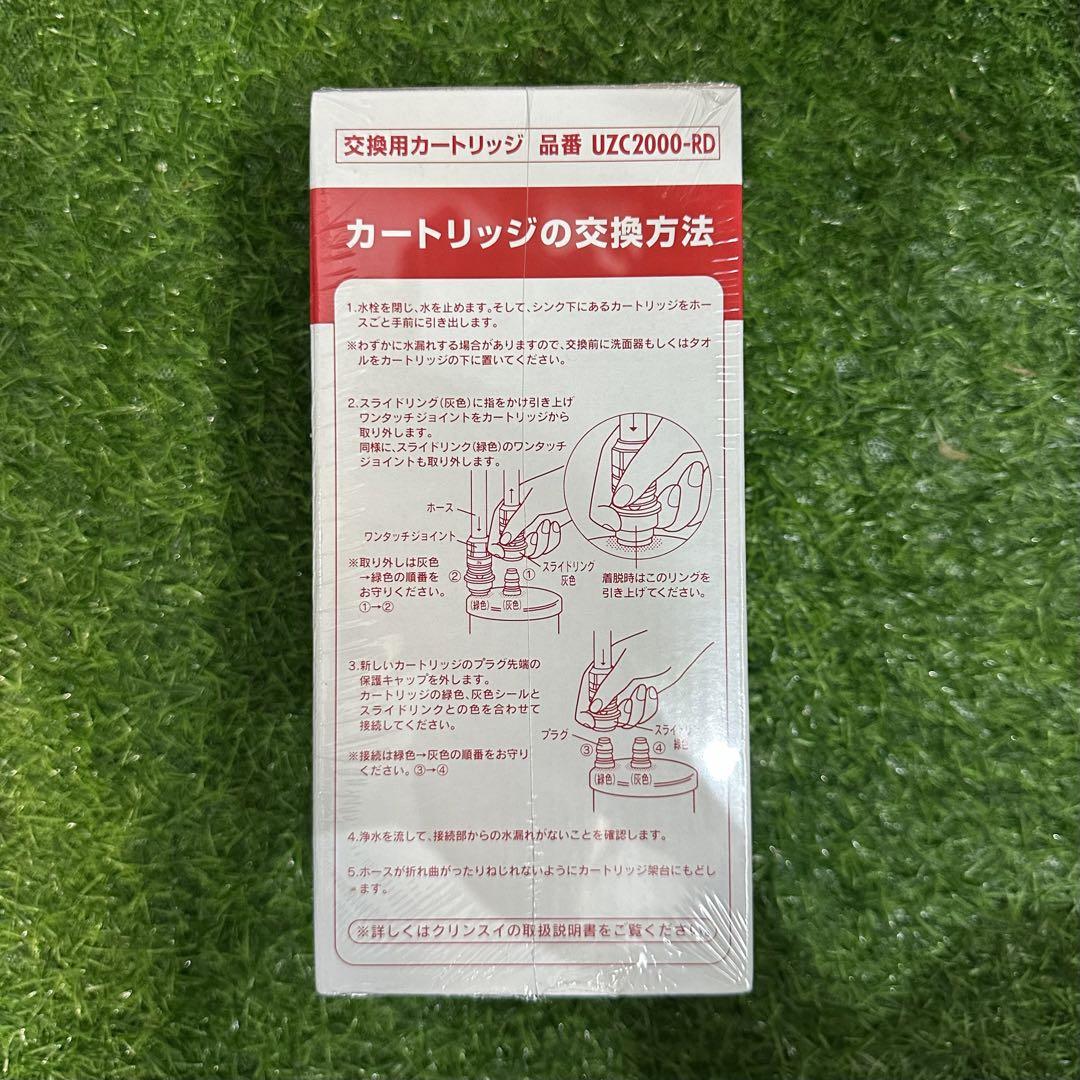 交換用カートリッジ 品番 UZC2000-RD
カートリッジの交換方法
1.水栓を閉じ、水を止めます。そして、シンク下にあるカートリッジをホー
スごと手前に引き出します。
※わずかに水漏れする場合がありますので、交換前に洗面器もしくはタオ
ルをカートリッジの下に置いてください。
2.スライドリング(灰色)に指をかけ引き上げ
ワンタッチジョイントをカートリッジから
取り外します。
同様に、スライドリンク(緑色)のワンタッチ
ジョイントも取り外します。
ホース
ワンタッチジョイント
※取り外しは灰色
→緑色の順番を
お守りください。
①→②
②
①
スライドリング
灰色
(緑色)
(灰色)
着脱時はこのリングを
引き上げてください。
3.新しいカートリッジのプラグ先端の
保護キャップを外します。
カートリッジの緑色、灰色シールと
スライドリンクとの色を合わせて
接続してください。
※接続は緑色→灰色の順番をお守り
ください。③→④
プラグ
③
④
スライド
緑色
(緑色)
(灰色)
4.浄水を流して、接続部からの水漏れがないことを確認します。
5.ホースが折れ曲がったりねじれないようにカートリッジ架台にもどし
ます。
※詳しくはクリンスイの取扱説明書をご覧ください。